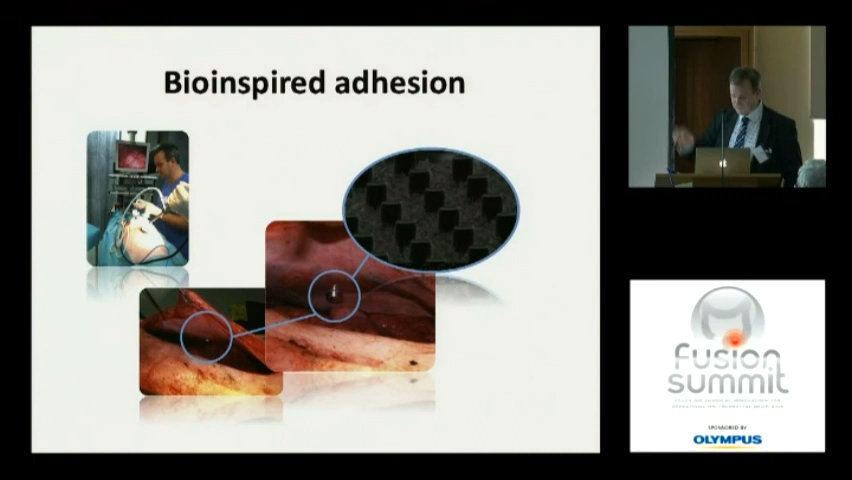 Bioinspired adhesion
fusion
summit
SPONSORED BY
OLYMPUS